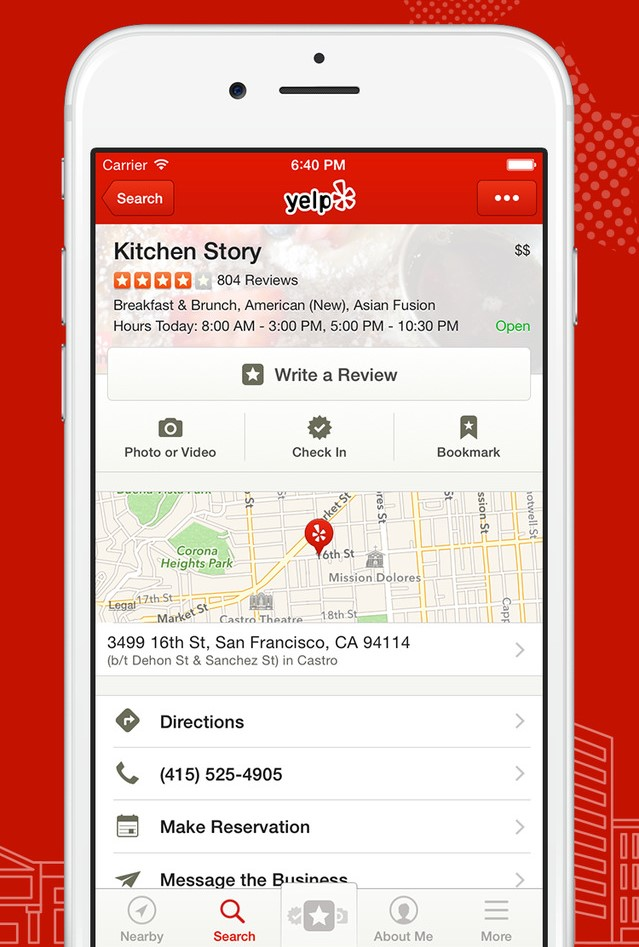 Carrier
6:40 PM
Search
yelp
Kitchen Story
$$
804 Reviews
Breakfast & Brunch, American (New), Asian Fusion
Hours Today: 8:00 AM - 3:00 PM, 5:00 PM - 10:30 PM
Open
Write a Review
Photo or Video
Check In
Bookmark
Buena Vista Park
Market St
Corona
Heights Park
16th St
Mission Dolores
17th St
Legal
Market St
Castro Theatre
18th St
3499 16th St, San Francisco, CA 94114
(b/t Dehon St & Sanchez St) in Castro
Directions
(415) 525-4905
Make Reservation
Message the Business
Nearby
Search
About Me
More